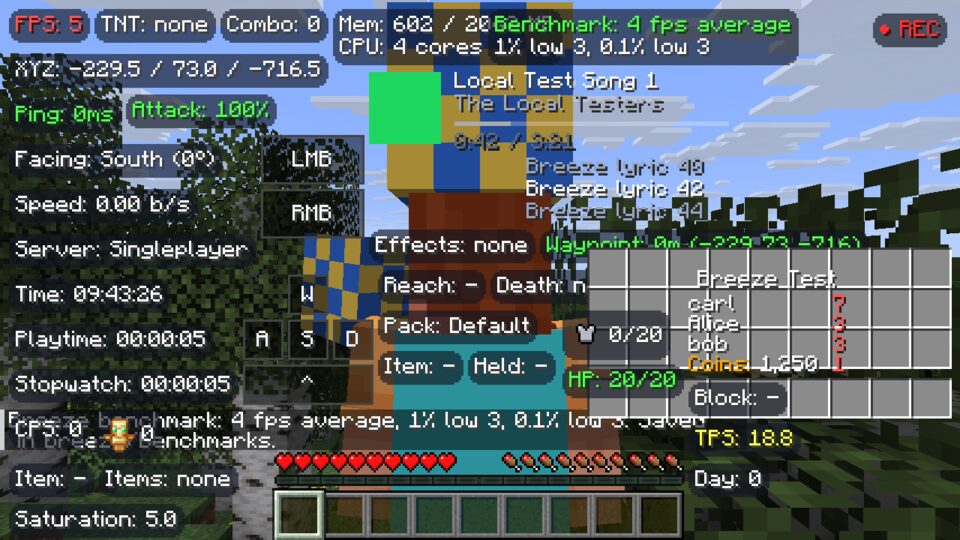 FPS: 5
TNT: none
Combo: 0
Mem: 602 /
Benchmark: 4 fps average
CPU: 4 cores
1% low 3, 0.1% low 3
REC
XYZ: -229.5 / 73.0 / -716.5
Local Test Song 1
The Local Testers
Ping: 0ms
Attack: 100%
0:42 / 3:21
Facing: South (0°)
LMB
Breeze lyric 40
Breeze lyric 42
Breeze lyric 44
Speed: 0.00 b/s
RMB
Server: Singleplayer
Effects: none
Waypoint 0m (-229 73 -716)
Breeze Test
Time: 09:43:26
W
Reach: -
Death:
carl 7
Alice 3
bob 3
Coins: 1,250 1
Playtime: 00:00:05
A
S
D
Pack: Default
0/20
Stopwatch: 00:00:05
^
Item: -
Held: -
HP: 20/20
Block: -
benchmark: 4 fps average, 1% low 3, 0.1% low 3. Saved
CPS: 0
0
in breeze benchmarks.
TPS: 18.8
Item: -
Items: none
Day: 0
Saturation: 5.0